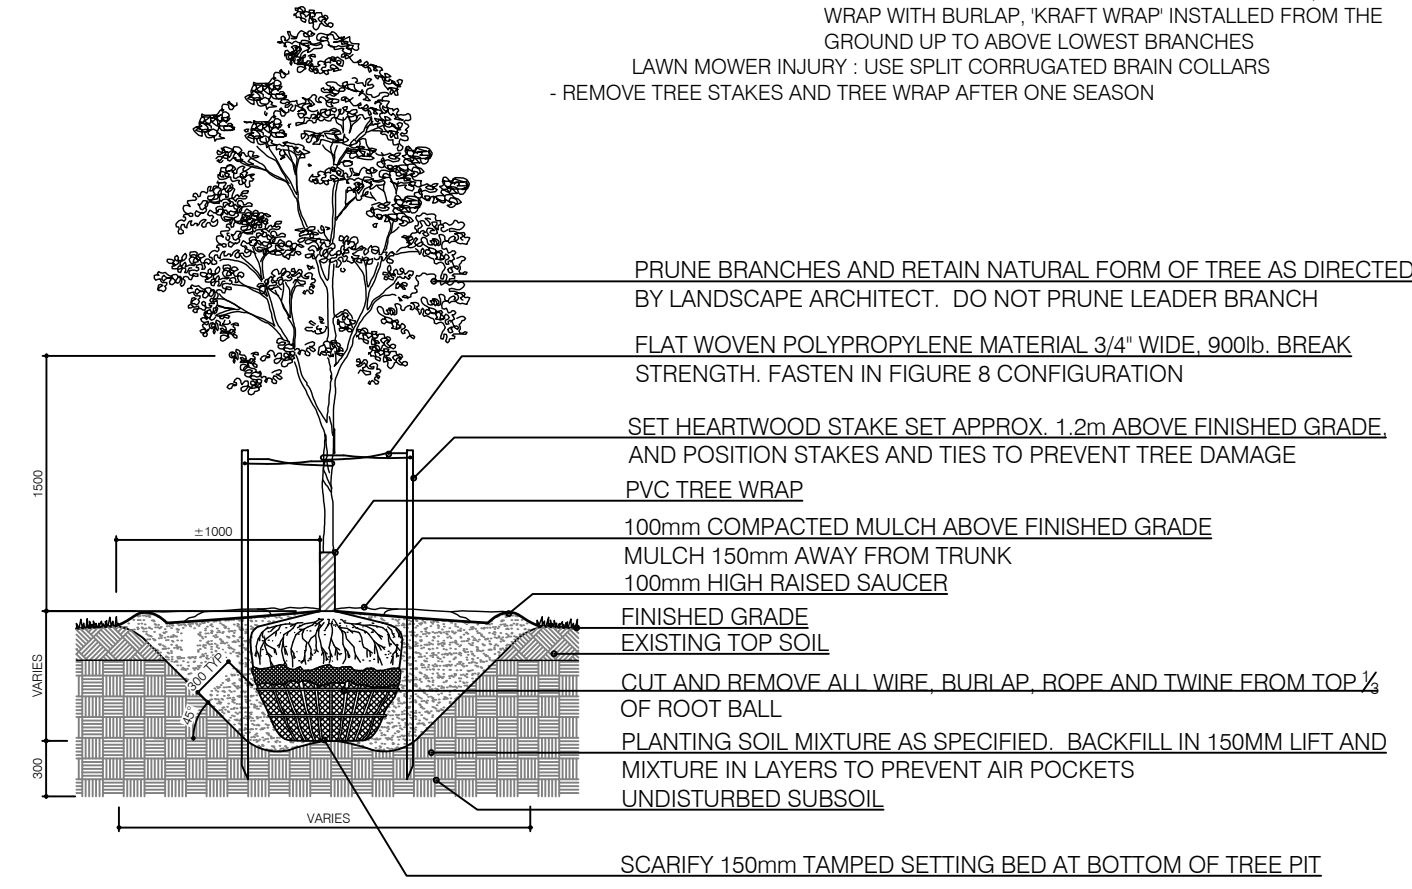 WRAP WITH BURLAP, 'KRAFT WRAP' INSTALLED FROM THE
GROUND UP TO ABOVE LOWEST BRANCHES
LAWN MOWER INJURY : USE SPLIT CORRUGATED BRAIN COLLARS
- REMOVE TREE STAKES AND TREE WRAP AFTER ONE SEASON
PRUNE BRANCHES AND RETAIN NATURAL FORM OF TREE AS DIRECTED
BY LANDSCAPE ARCHITECT. DO NOT PRUNE LEADER BRANCH
FLAT WOVEN POLYPROPYLENE MATERIAL 3/4" WIDE, 900lb. BREAK
STRENGTH. FASTEN IN FIGURE 8 CONFIGURATION
SET HEARTWOOD STAKE SET APPROX. 1.2m ABOVE FINISHED GRADE,
AND POSITION STAKES AND TIES TO PREVENT TREE DAMAGE
PVC TREE WRAP
100mm COMPACTED MULCH ABOVE FINISHED GRADE
MULCH 150mm AWAY FROM TRUNK
100mm HIGH RAISED SAUCER
FINISHED GRADE
EXISTING TOP SOIL
CUT AND REMOVE ALL WIRE, BURLAP, ROPE AND TWINE FROM TOP ⅓
OF ROOT BALL
PLANTING SOIL MIXTURE AS SPECIFIED. BACKFILL IN 150MM LIFT AND
MIXTURE IN LAYERS TO PREVENT AIR POCKETS
UNDISTURBED SUBSOIL
SCARIFY 150mm TAMPED SETTING BED AT BOTTOM OF TREE PIT
1500
±1000
VARIES
300 TYP
45°
300
VARIES